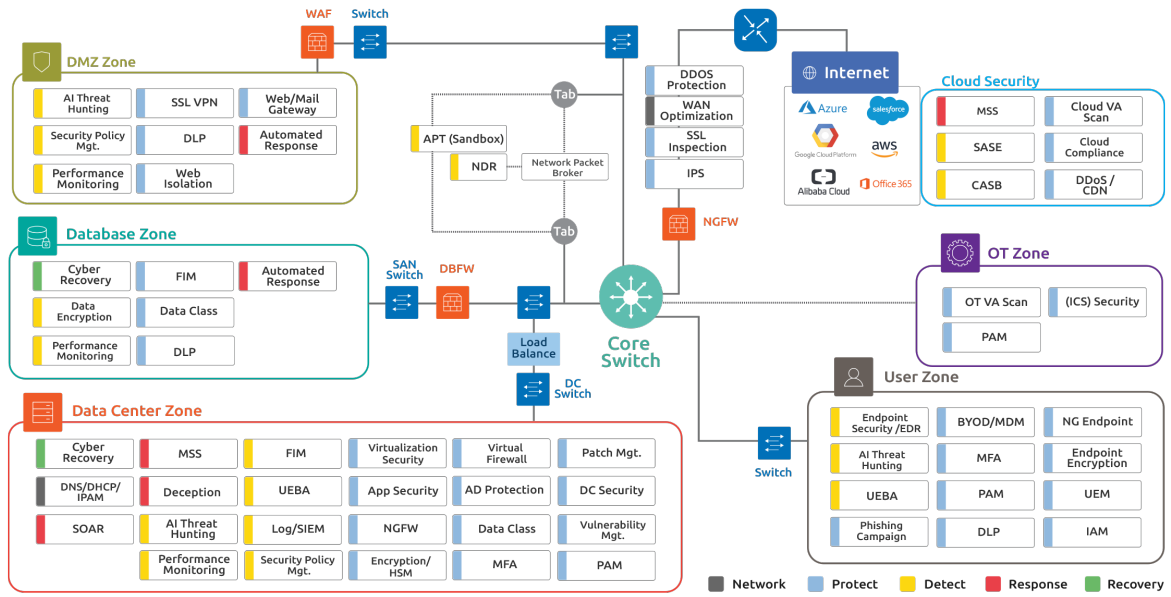 WAF
Switch
DMZ Zone
AI Threat
Hunting
SSL VPN
Web/Mail
Gateway
Security Policy
Mgt.
DLP
Automated
Response
Performance
Monitoring
Web
Isolation
Tab
APT (Sandbox)
NDR
Network Packet
Broker
Tab
DDOS
Protection
WAN
Optimization
SSL
Inspection
IPS
NGFW
Internet
Azure
salesforce
Google Cloud Platform
aws
Alibaba Cloud
Office 365
Cloud Security
MSS
Cloud VA
Scan
SASE
Cloud
Compliance
CASB
DDoS /
CDN
Database Zone
Cyber
Recovery
FIM
Automated
Response
Data
Encryption
Data Class
Performance
Monitoring
DLP
SAN
Switch
DBFW
Load
Balance
DC
Switch
Core
Switch
OT Zone
OT VA Scan
(ICS) Security
PAM
User Zone
Endpoint
Security /EDR
BYOD/MDM
NG Endpoint
AI Threat
Hunting
MFA
Endpoint
Encryption
UEBA
PAM
UEM
Phishing
Campaign
DLP
IAM
Switch
Data Center Zone
Cyber
Recovery
MSS
FIM
Virtualization
Security
Virtual
Firewall
Patch Mgt.
DNS/DHCP/
IPAM
Deception
UEBA
App Security
AD Protection
DC Security
SOAR
AI Threat
Hunting
Log/SIEM
NGFW
Data Class
Vulnerability
Mgt.
Performance
Monitoring
Security Policy
Mgt.
Encryption/
HSM
MFA
PAM
Network
Protect
Detect
Response
Recovery